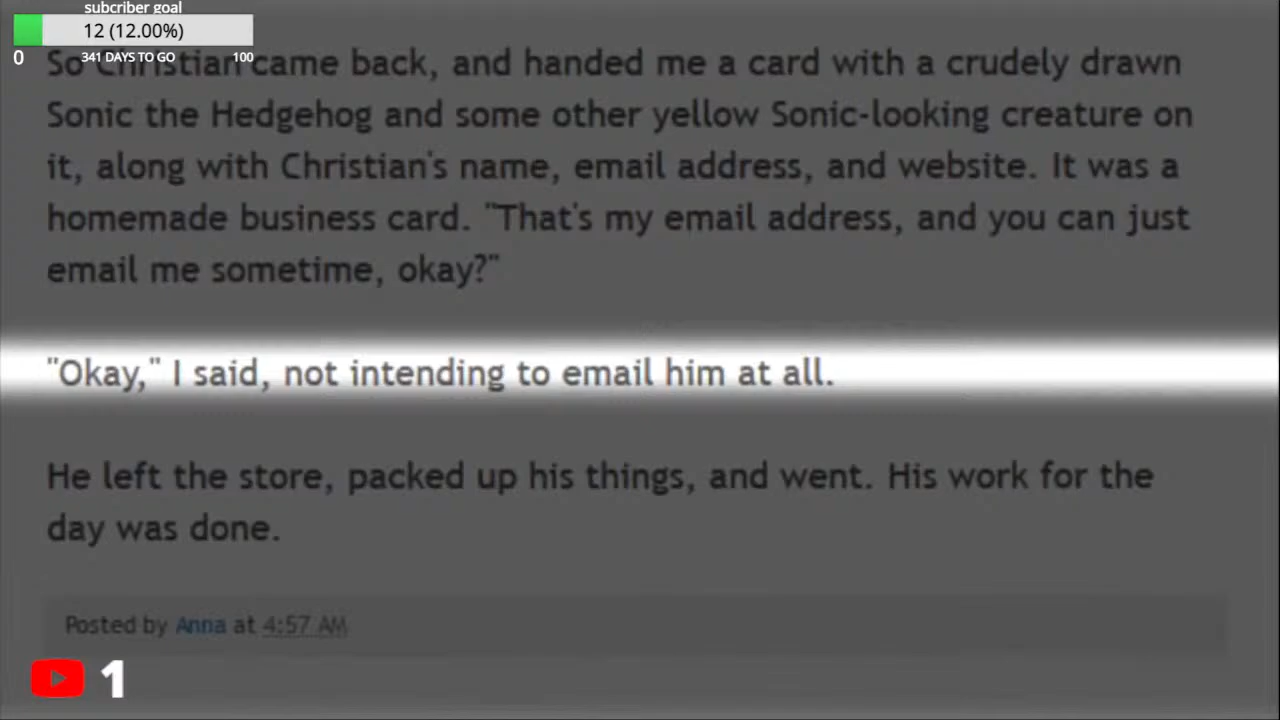 subcriber goal
12 (12.00%)
0 341 DAYS TO GO 100
So Christian came back, and handed me a card with a crudely drawn
Sonic the Hedgehog and some other yellow Sonic-looking creature on
it, along with Christian's name, email address, and website. It was a
homemade business card. "That's my email address, and you can just
email me sometime, okay?"
"Okay," I said, not intending to email him at all.
He left the store, packed up his things, and went. His work for the
day was done.
Posted by Anna at 4:57 AM
1